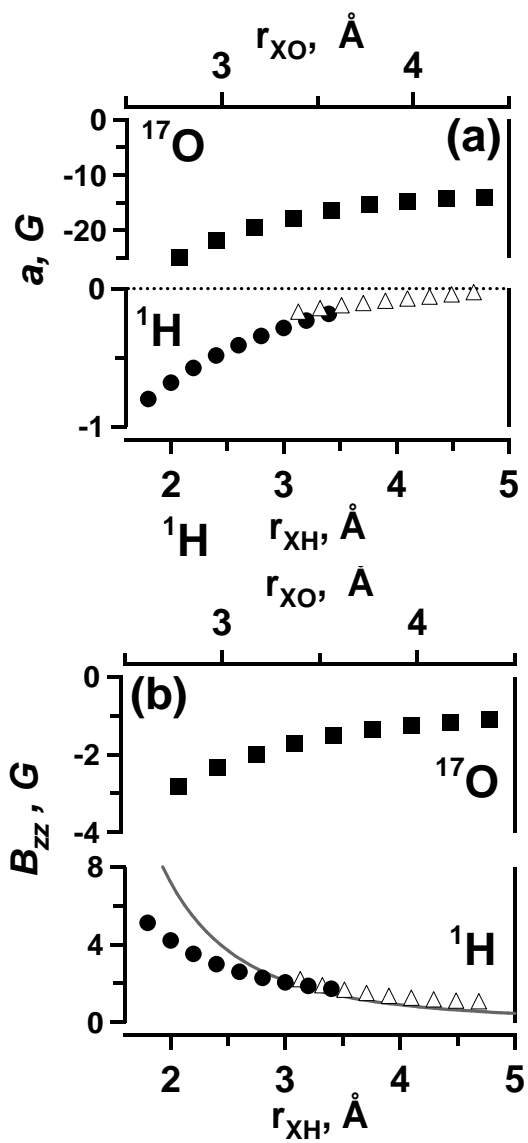 r_XO, Å
3 4
0
¹⁷O (a)
-10
-20
a, G
0
¹H
-1
2 3 4 5
r_XH, Å
¹H
r_XO, Å
3 4
0
(b)
-2
¹⁷O
-4
B_zz, G
8
4
¹H
0
2 3 4 5
r_XH, Å